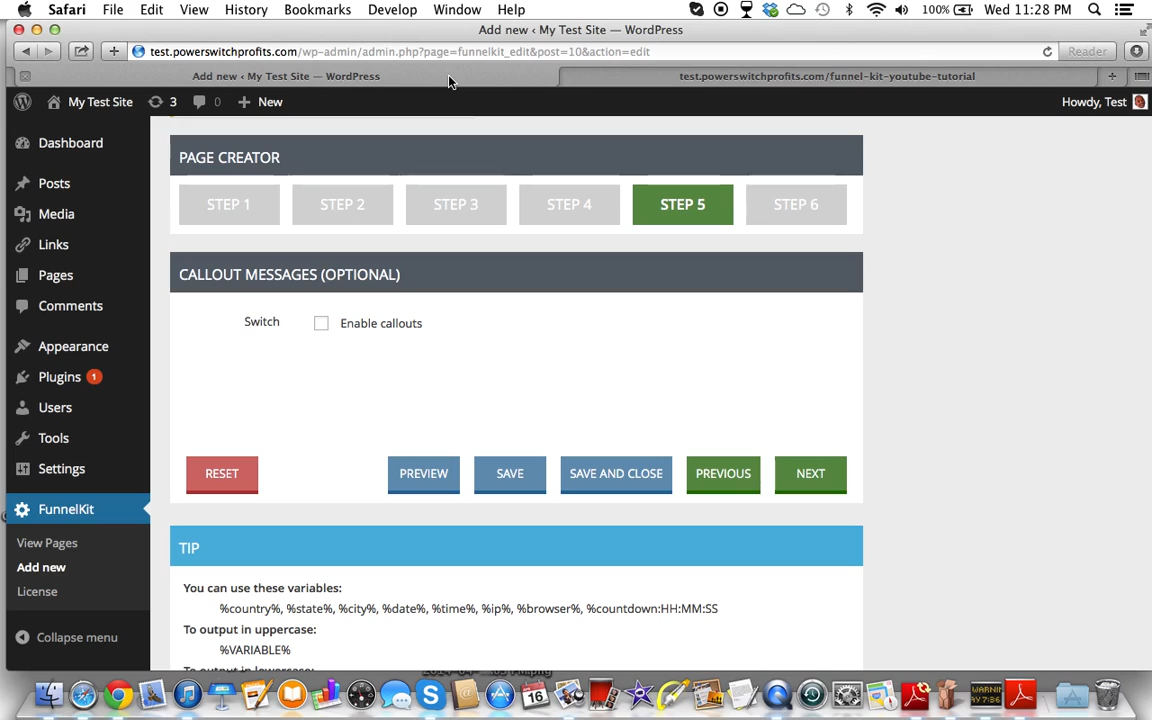 Safari File Edit View History Bookmarks Develop Window Help 100% Wed 11:28 PM
Add new ‹ My Test Site — WordPress
test.powerswitchprofits.com/wp-admin/admin.php?page=funnelkit_edit&post=10&action=edit Reader
Add new ‹ My Test Site — WordPress test.powerswitchprofits.com/funnel-kit-youtube-tutorial
My Test Site 3 0 + New Howdy, Test
Dashboard
Posts
Media
Links
Pages
Comments
Appearance
Plugins 1
Users
Tools
Settings
FunnelKit
View Pages
Add new
License
Collapse menu
PAGE CREATOR
STEP 1 STEP 2 STEP 3 STEP 4 STEP 5 STEP 6
CALLOUT MESSAGES (OPTIONAL)
Switch Enable callouts
RESET PREVIEW SAVE SAVE AND CLOSE PREVIOUS NEXT
TIP
You can use these variables:
%country%, %state%, %city%, %date%, %time%, %ip%, %browser%, %countdown:HH:MM:SS
To output in uppercase:
%VARIABLE%
To output in lowercase:
16